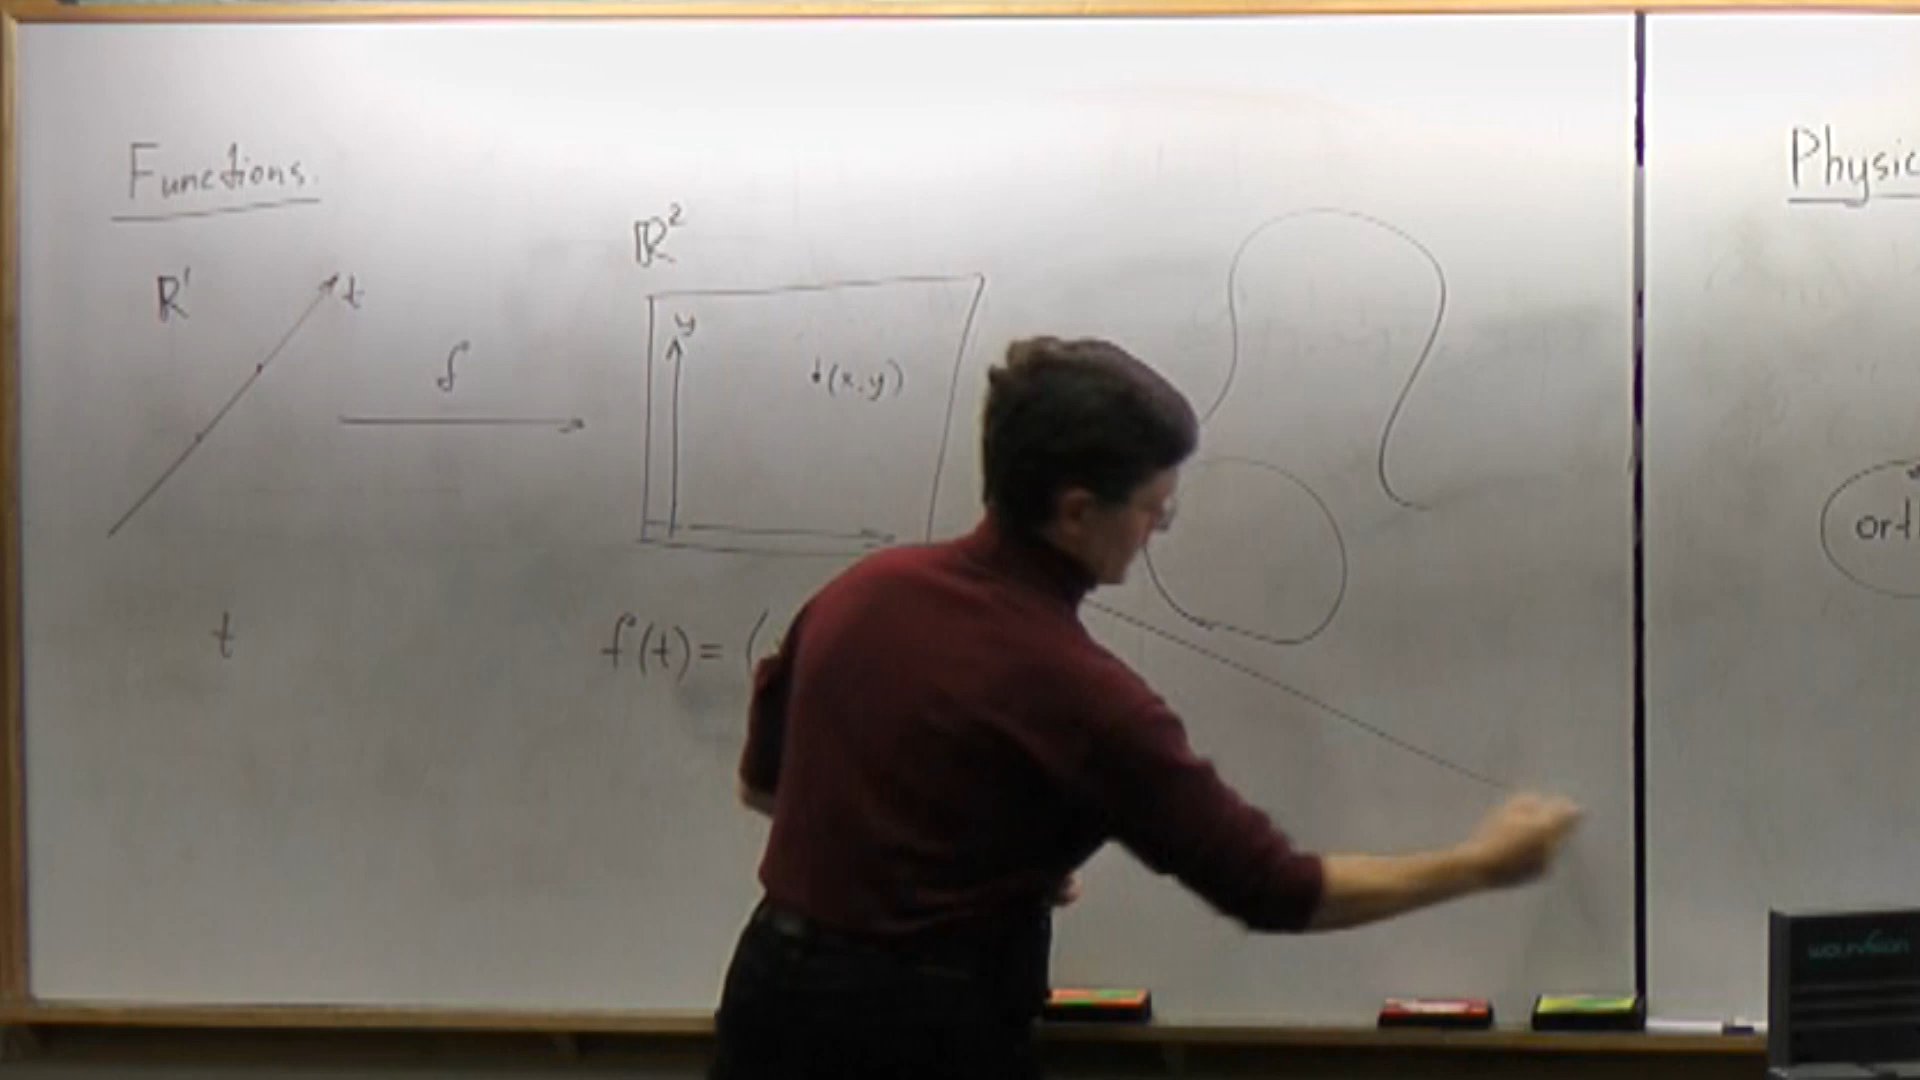 Functions.
R¹
t
f
ℝ²
y
(x,y)
t
f(t) = (
Physic
ort